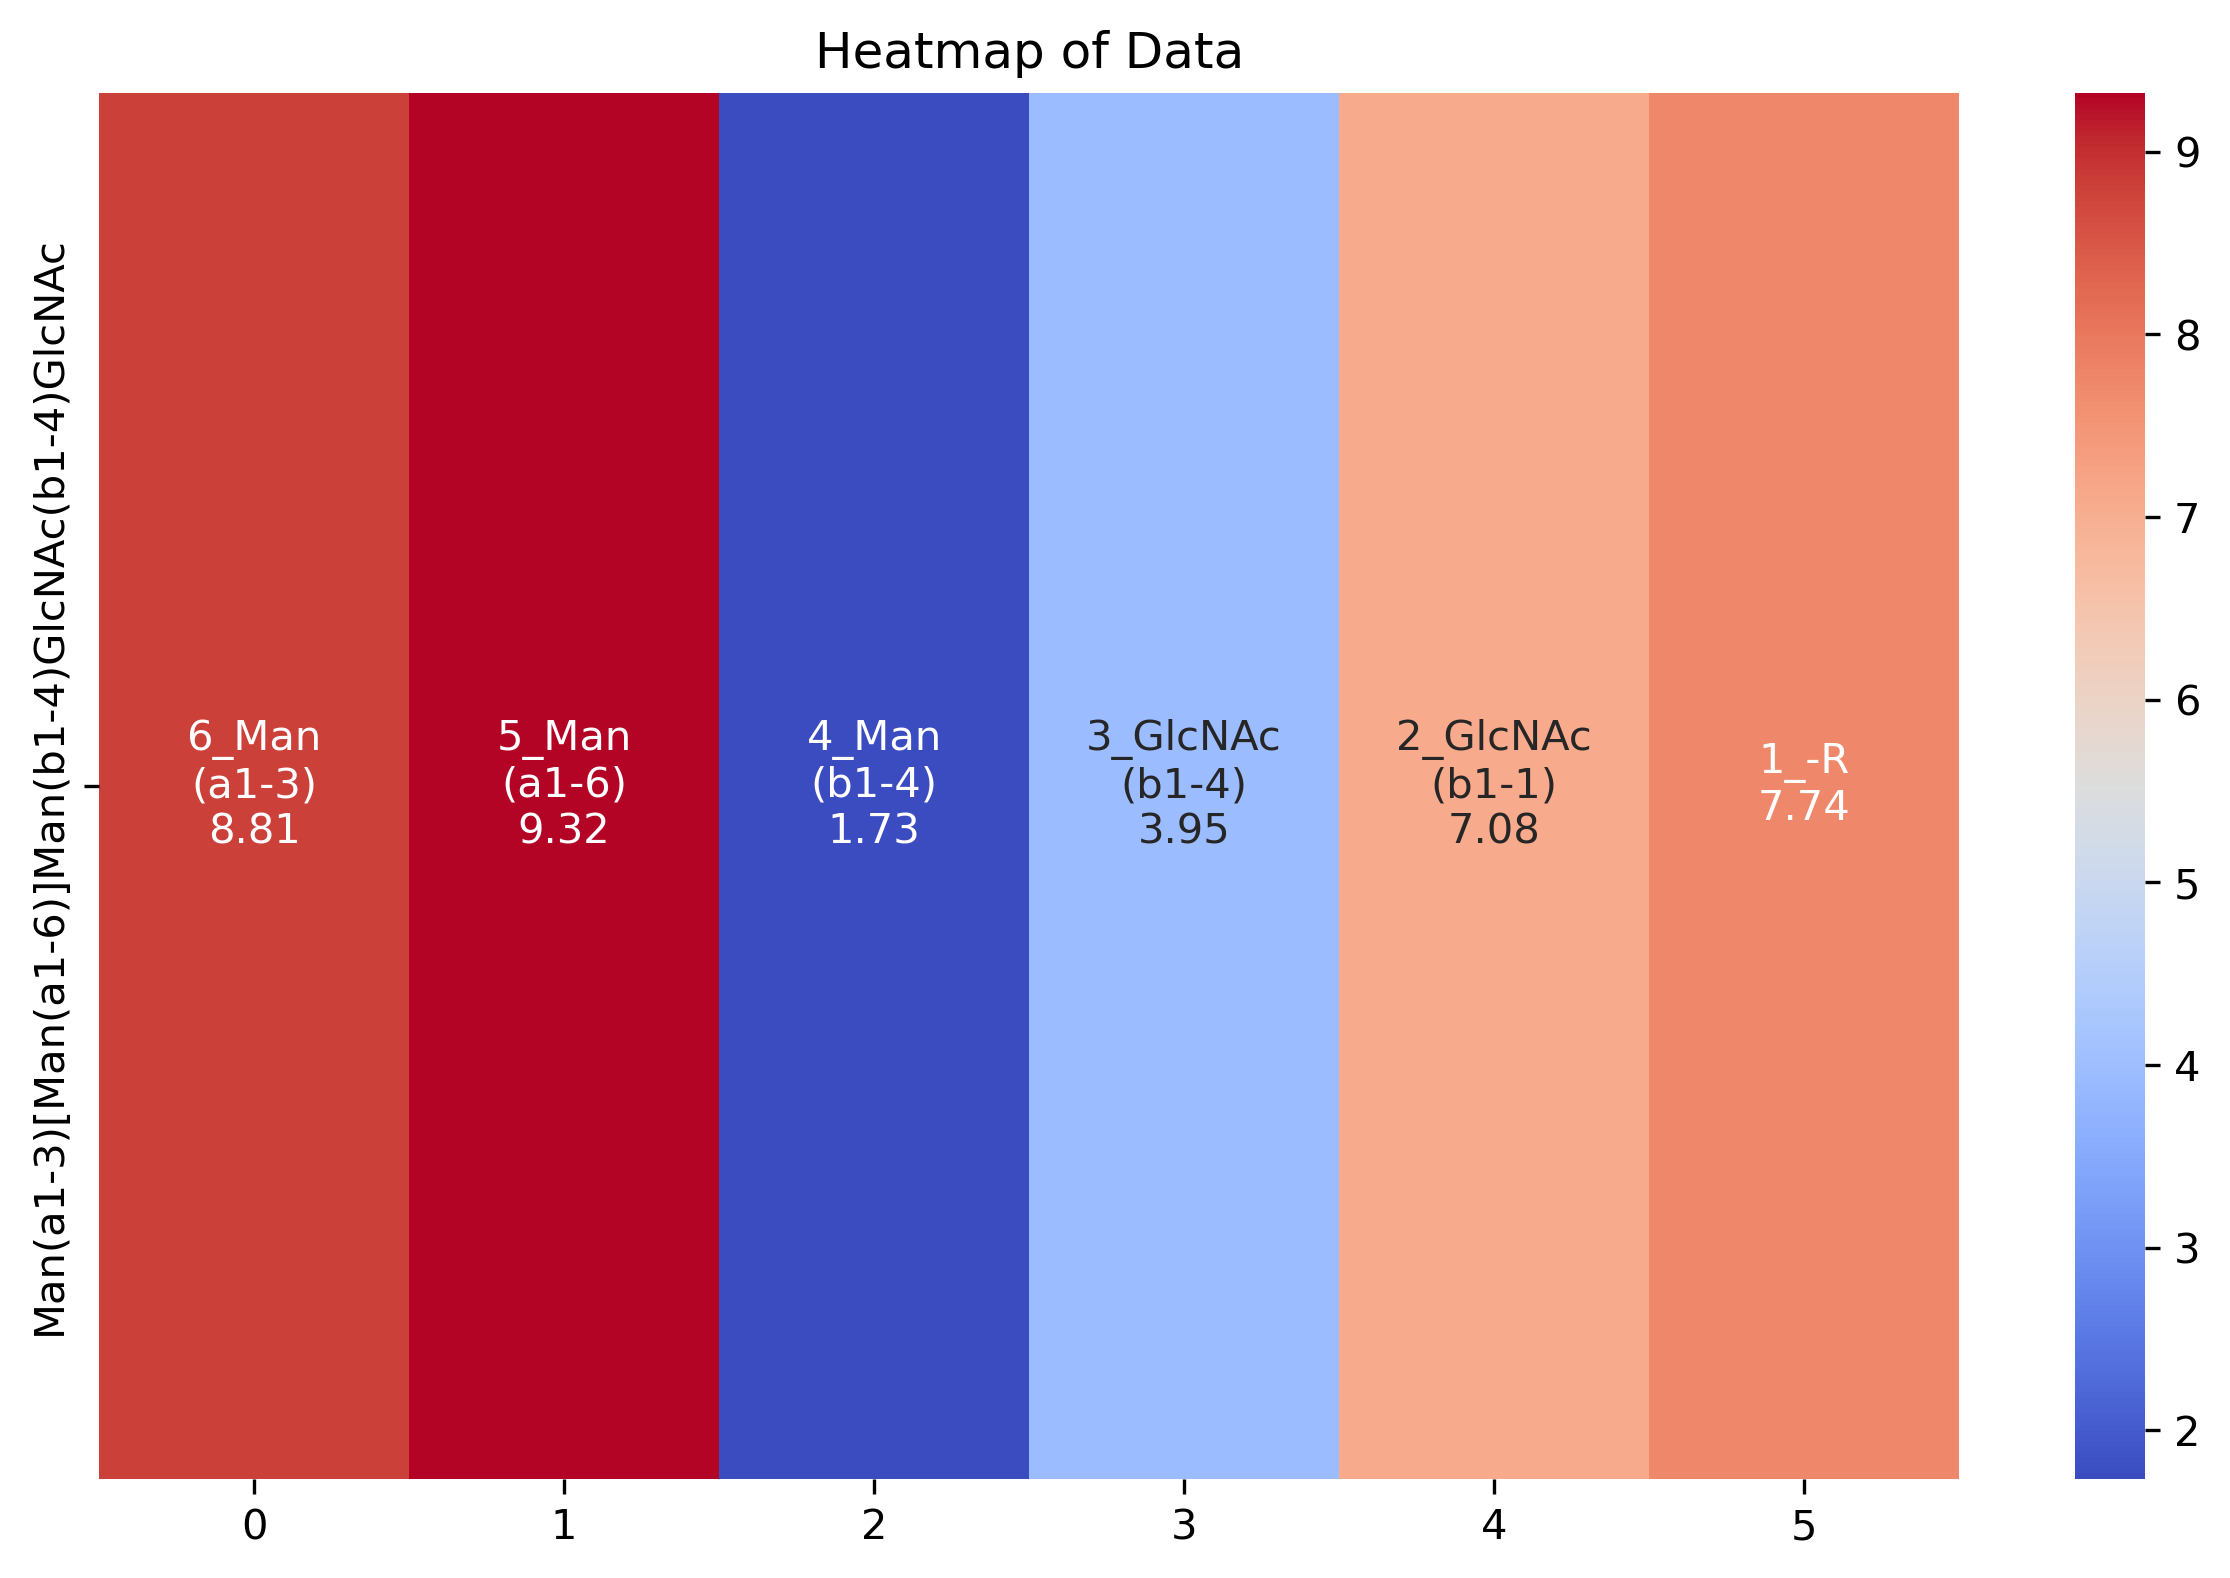 Heatmap of Data
Man(a1-3)[Man(a1-6)]Man(b1-4)GlcNAc(b1-4)GlcNAc
6_Man
(a1-3)
8.81
5_Man
(a1-6)
9.32
4_Man
(b1-4)
1.73
3_GlcNAc
(b1-4)
3.95
2_GlcNAc
(b1-1)
7.08
1_-R
7.74
0
1
2
3
4
5
9
8
7
6
5
4
3
2